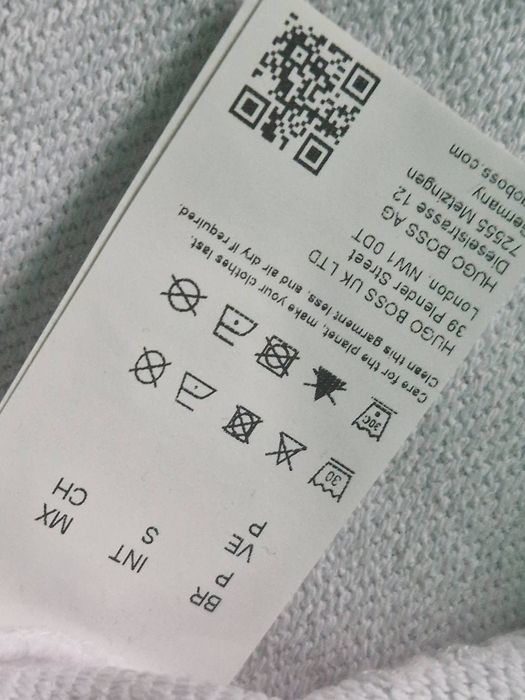 BR INT MX
P S CH
VE
P
30
30C
Care for the planet, make your clothes last.
Clean this garment less, and air dry if required.
HUGO BOSS UK LTD
39 Plender Street
London, NW1 0DT
HUGO BOSS AG
Dieselstrasse 12
72555 Metzingen
Germany
goboss.com